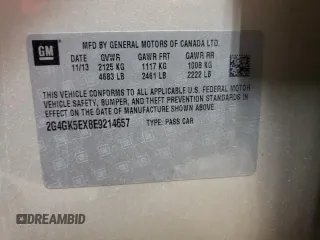 GM
MFD BY GENERAL MOTORS OF CANADA LTD.
DATE GVWR GAWR FRT GAWR RR
11/13 2125 KG 1117 KG 1008 KG
4683 LB 2461 LB 2222 LB
THIS VEHICLE CONFORMS TO ALL APPLICABLE U.S. FEDERAL MOTOR
VEHICLE SAFETY, BUMPER, AND THEFT PREVENTION STANDARDS IN
EFFECT ON THE DATE OF MANUFACTURE SHOWN ABOVE.
2G4GK5EX8E9214657 TYPE: PASS CAR
DREAMBID